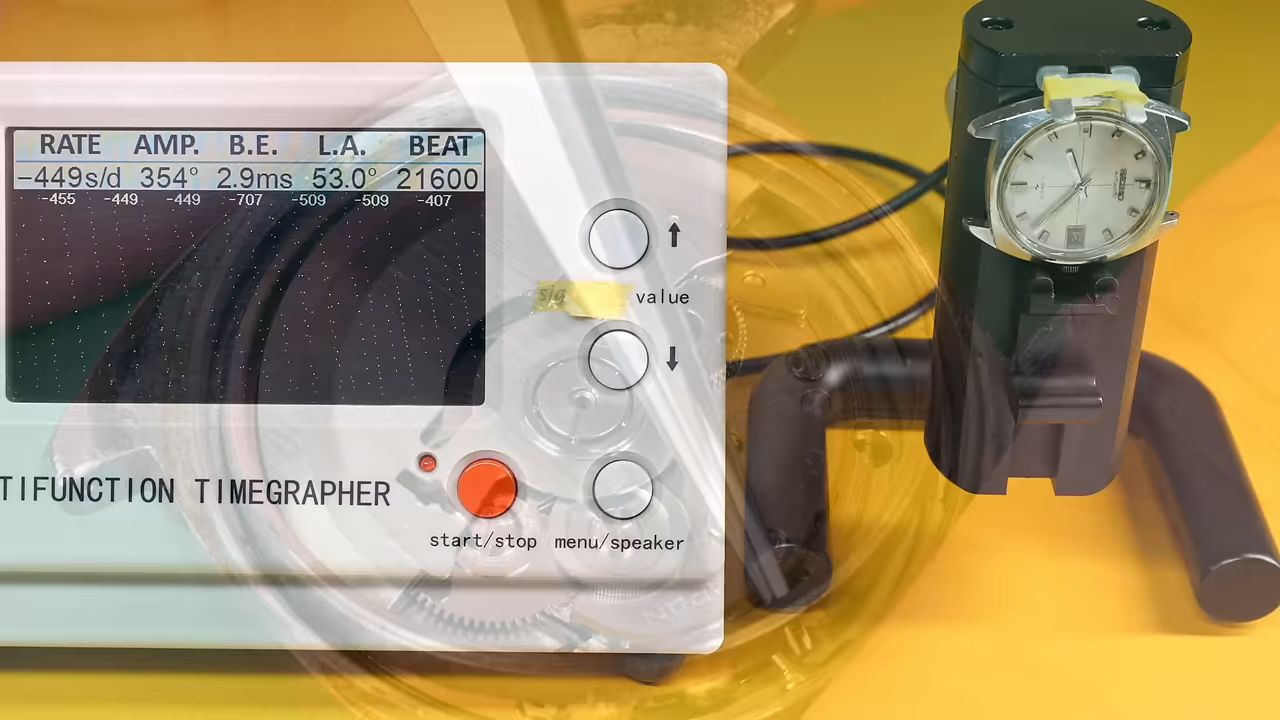 RATE AMP. B.E. L.A. BEAT
-449s/d 354° 2.9ms 53.0° 21600
-455 -449 -449 -707 -509 -509 -407
↑
sig value
↓
TIFUNCTION TIMEGRAPHER
start/stop menu/speaker
SEIKO